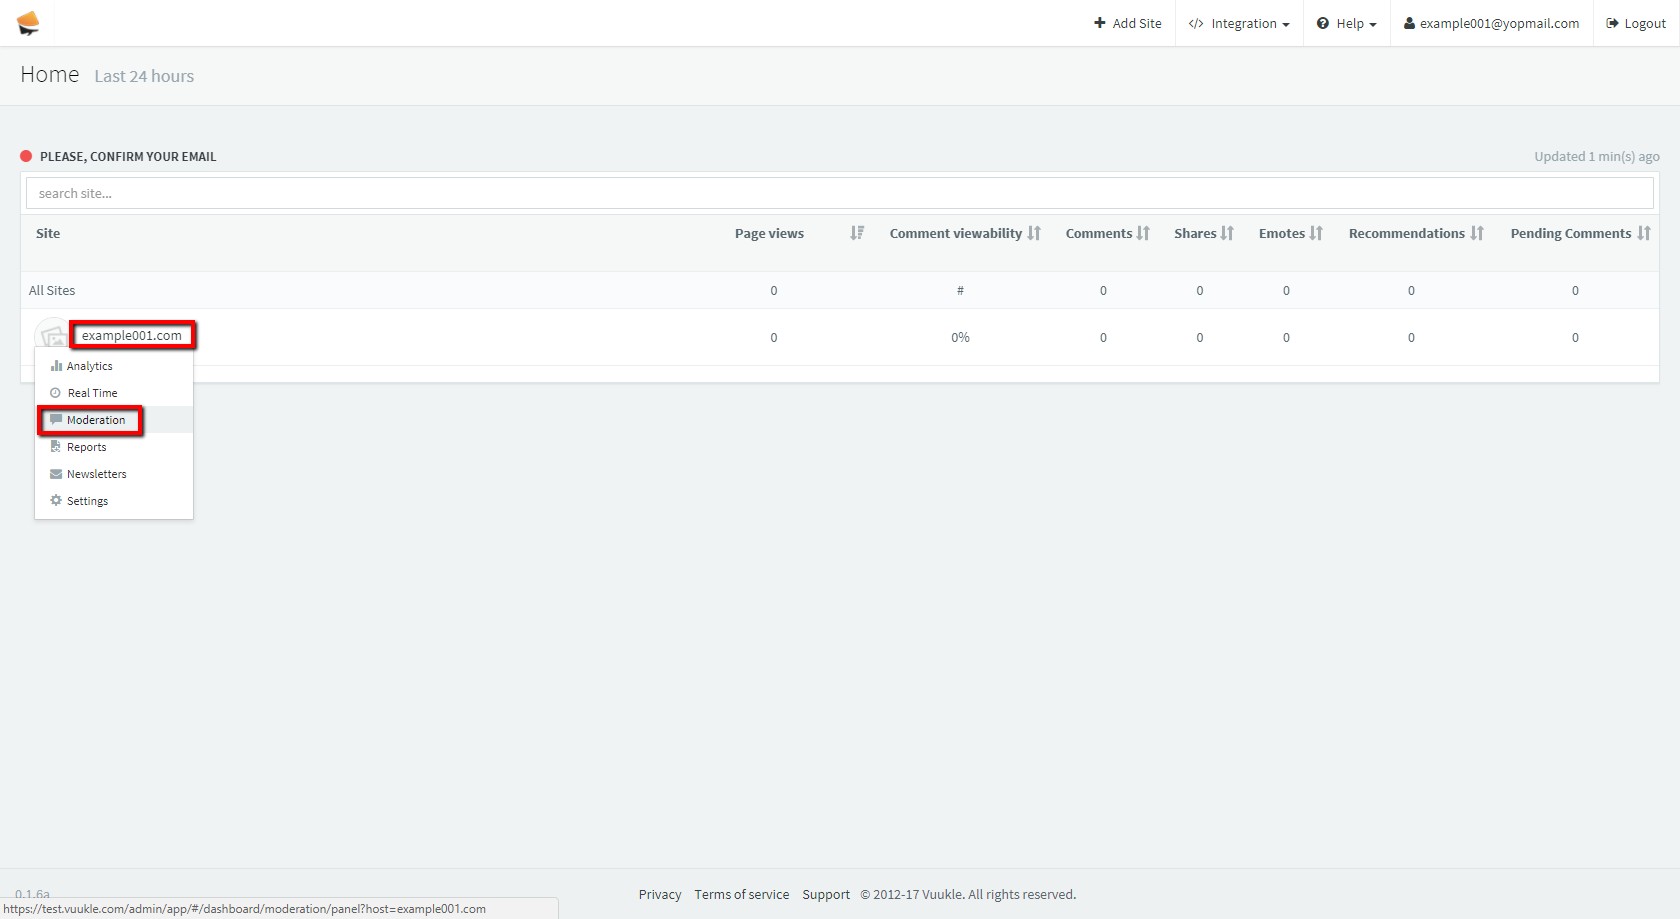 Add Site </> Integration Help example001@yopmail.com Logout
Home Last 24 hours
PLEASE, CONFIRM YOUR EMAIL Updated 1 min(s) ago
search site...
Site Page views Comment viewability Comments Shares Emotes Recommendations Pending Comments
All Sites 0 # 0 0 0 0 0
example001.com 0 0% 0 0 0 0 0
Analytics
Real Time
Moderation
Reports
Newsletters
Settings
0.1.6a Privacy Terms of service Support © 2012-17 Vuukle. All rights reserved.
https://test.vuukle.com/admin/app/#/dashboard/moderation/panel?host=example001.com